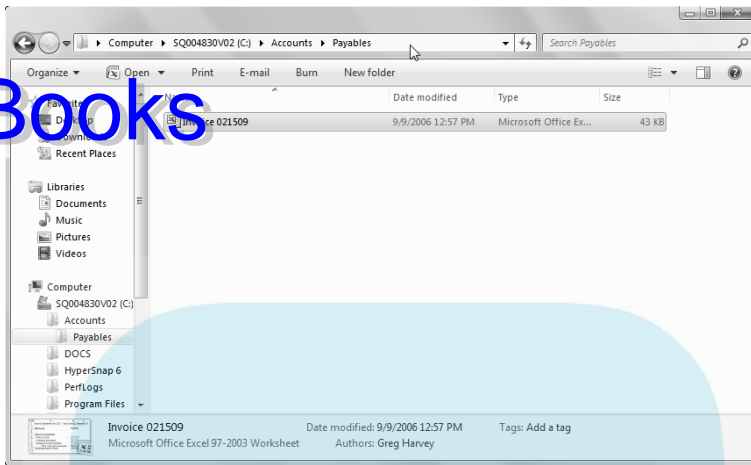 Computer ▸ SQ004830V02 (C:) ▸ Accounts ▸ Payables
Search Payables
Organize Open Print E-mail Burn New folder
Books
Date modified Type Size
Invoice 021509 9/9/2006 12:57 PM Microsoft Office Ex... 43 KB
Recent Places
Libraries
Documents
Music
Pictures
Videos
Computer
SQ004830V02 (C:)
Accounts
Payables
DOCS
HyperSnap 6
PerfLogs
Program Files
Invoice 021509 Date modified: 9/9/2006 12:57 PM Tags: Add a tag
Microsoft Office Excel 97-2003 Worksheet Authors: Greg Harvey